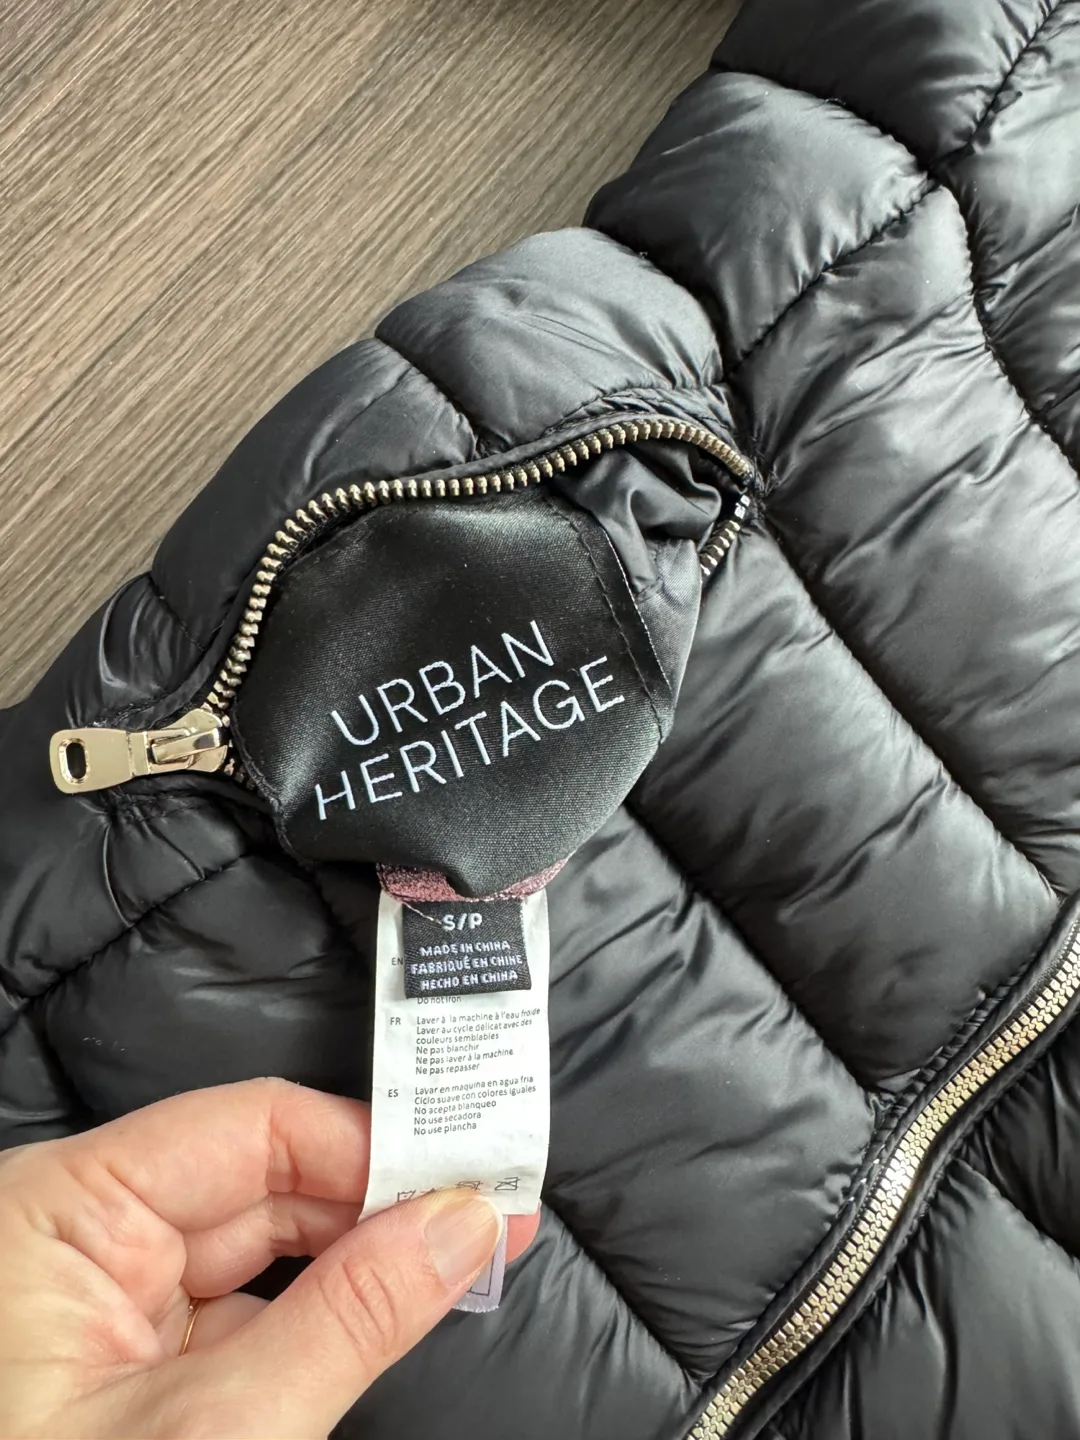 URBAN
HERITAGE
S/P
MADE IN CHINA
FABRIQUÉ EN CHINE
HECHO EN CHINA
EN
Do not iron
FR
Laver à la machine à l'eau froide
Laver au cycle délicat avec des
couleurs semblables
Ne pas blanchir
Ne pas laver à la machine
Ne pas repasser
ES
Lavar en maquina en agua fria
Ciclo suave con colores iguales
No acepta blanqueo
No use secadora
No use plancha